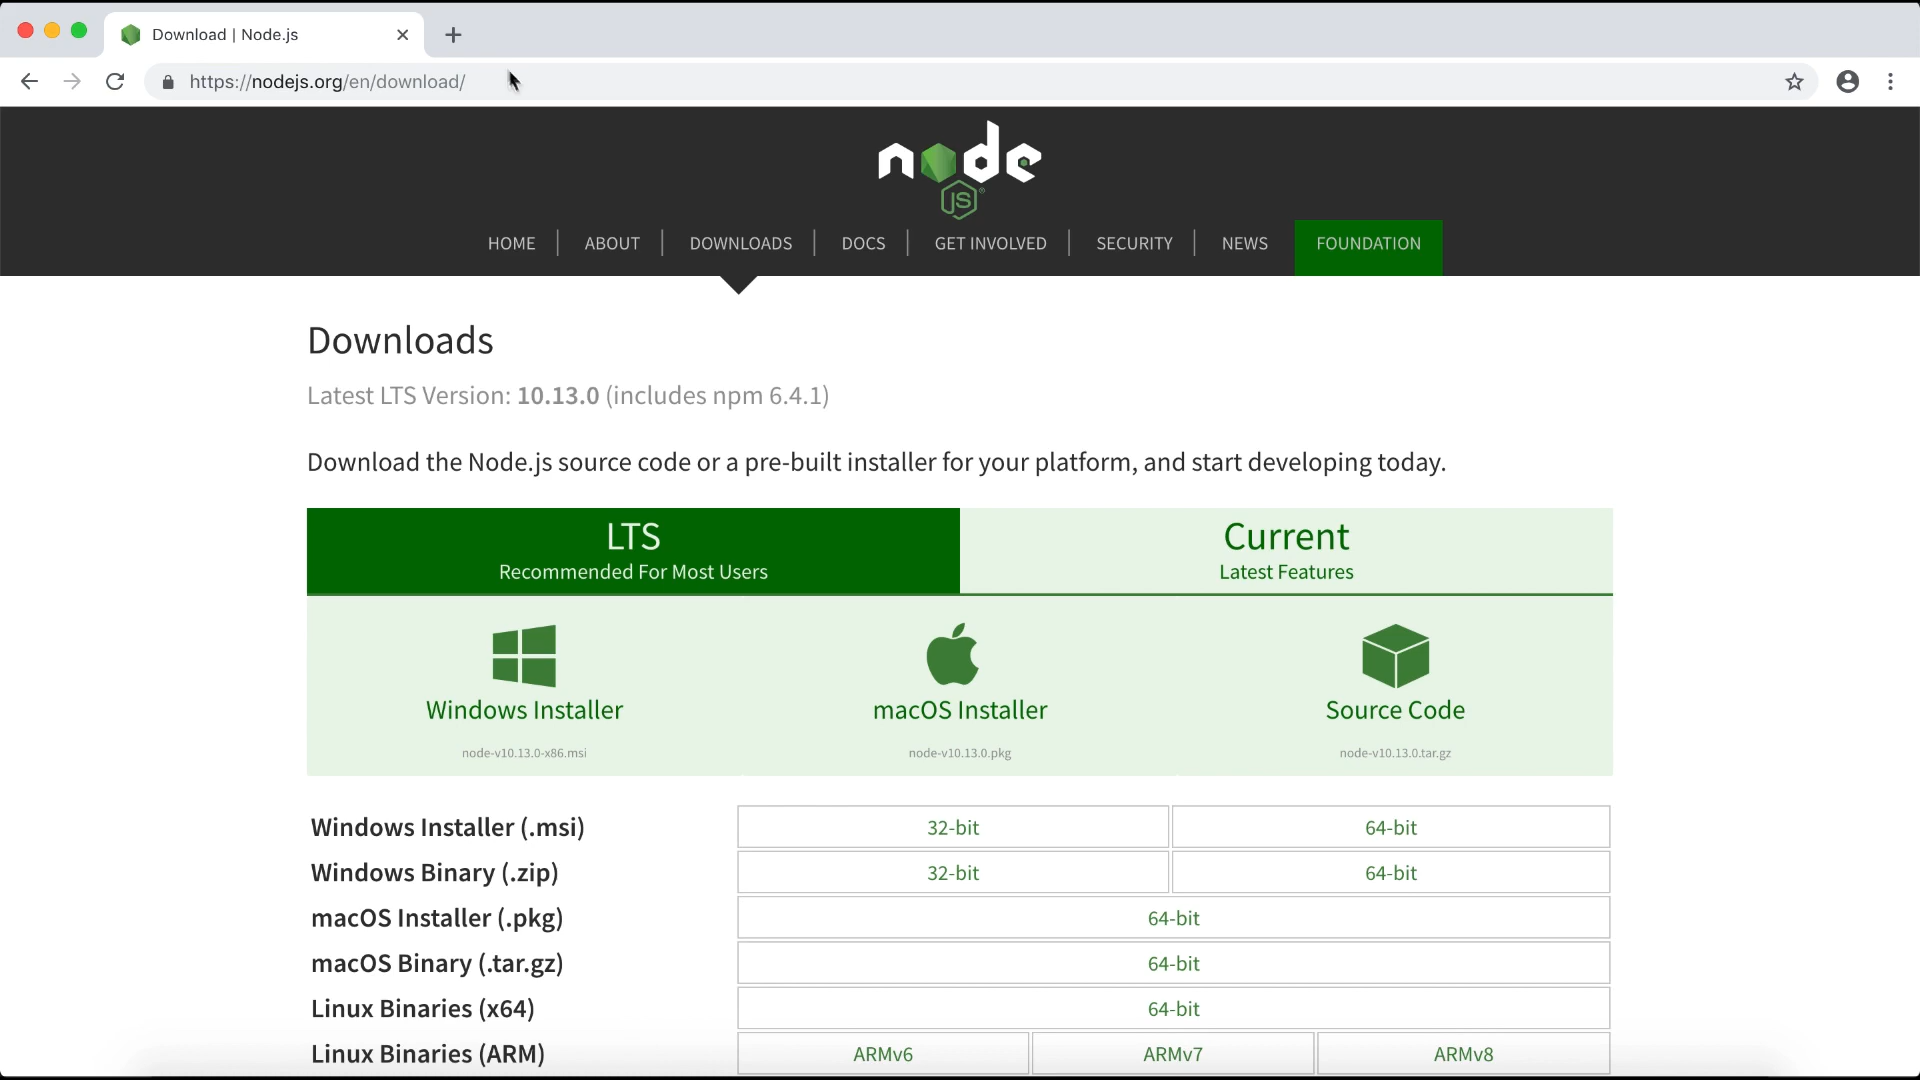 Download | Node.js
https://nodejs.org/en/download/
node
JS
HOME ABOUT DOWNLOADS DOCS GET INVOLVED SECURITY NEWS FOUNDATION
Downloads
Latest LTS Version: 10.13.0 (includes npm 6.4.1)
Download the Node.js source code or a pre-built installer for your platform, and start developing today.
LTS
Recommended For Most Users
Current
Latest Features
Windows Installer
node-v10.13.0-x86.msi
macOS Installer
node-v10.13.0.pkg
Source Code
node-v10.13.0.tar.gz
Windows Installer (.msi) 32-bit 64-bit
Windows Binary (.zip) 32-bit 64-bit
macOS Installer (.pkg) 64-bit
macOS Binary (.tar.gz) 64-bit
Linux Binaries (x64) 64-bit
Linux Binaries (ARM) ARMv6 ARMv7 ARMv8